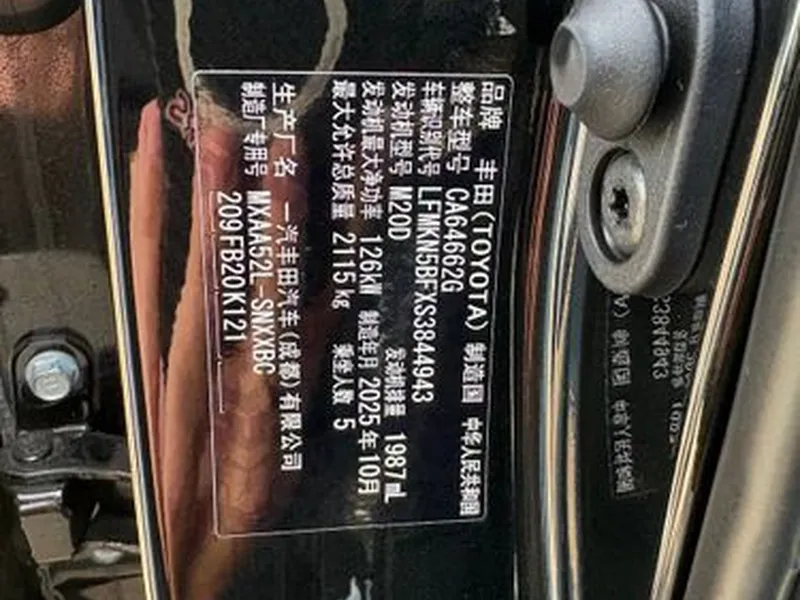 品牌 丰田(TOYOTA) 制造国 中华人民共和国
整车型号 CA64662G
车辆识别代号 LFMKN5BFXS3844943
发动机型号 M20D 发动机排量 1987mL
发动机最大净功率 126kW 制造年月 2025年10月
最大允许总质量 2115kg 乘坐人数 5
生产厂名 一汽丰田汽车(成都)有限公司
制造厂专用号 MXAA52L-SNXXBC
209 FB20 K121